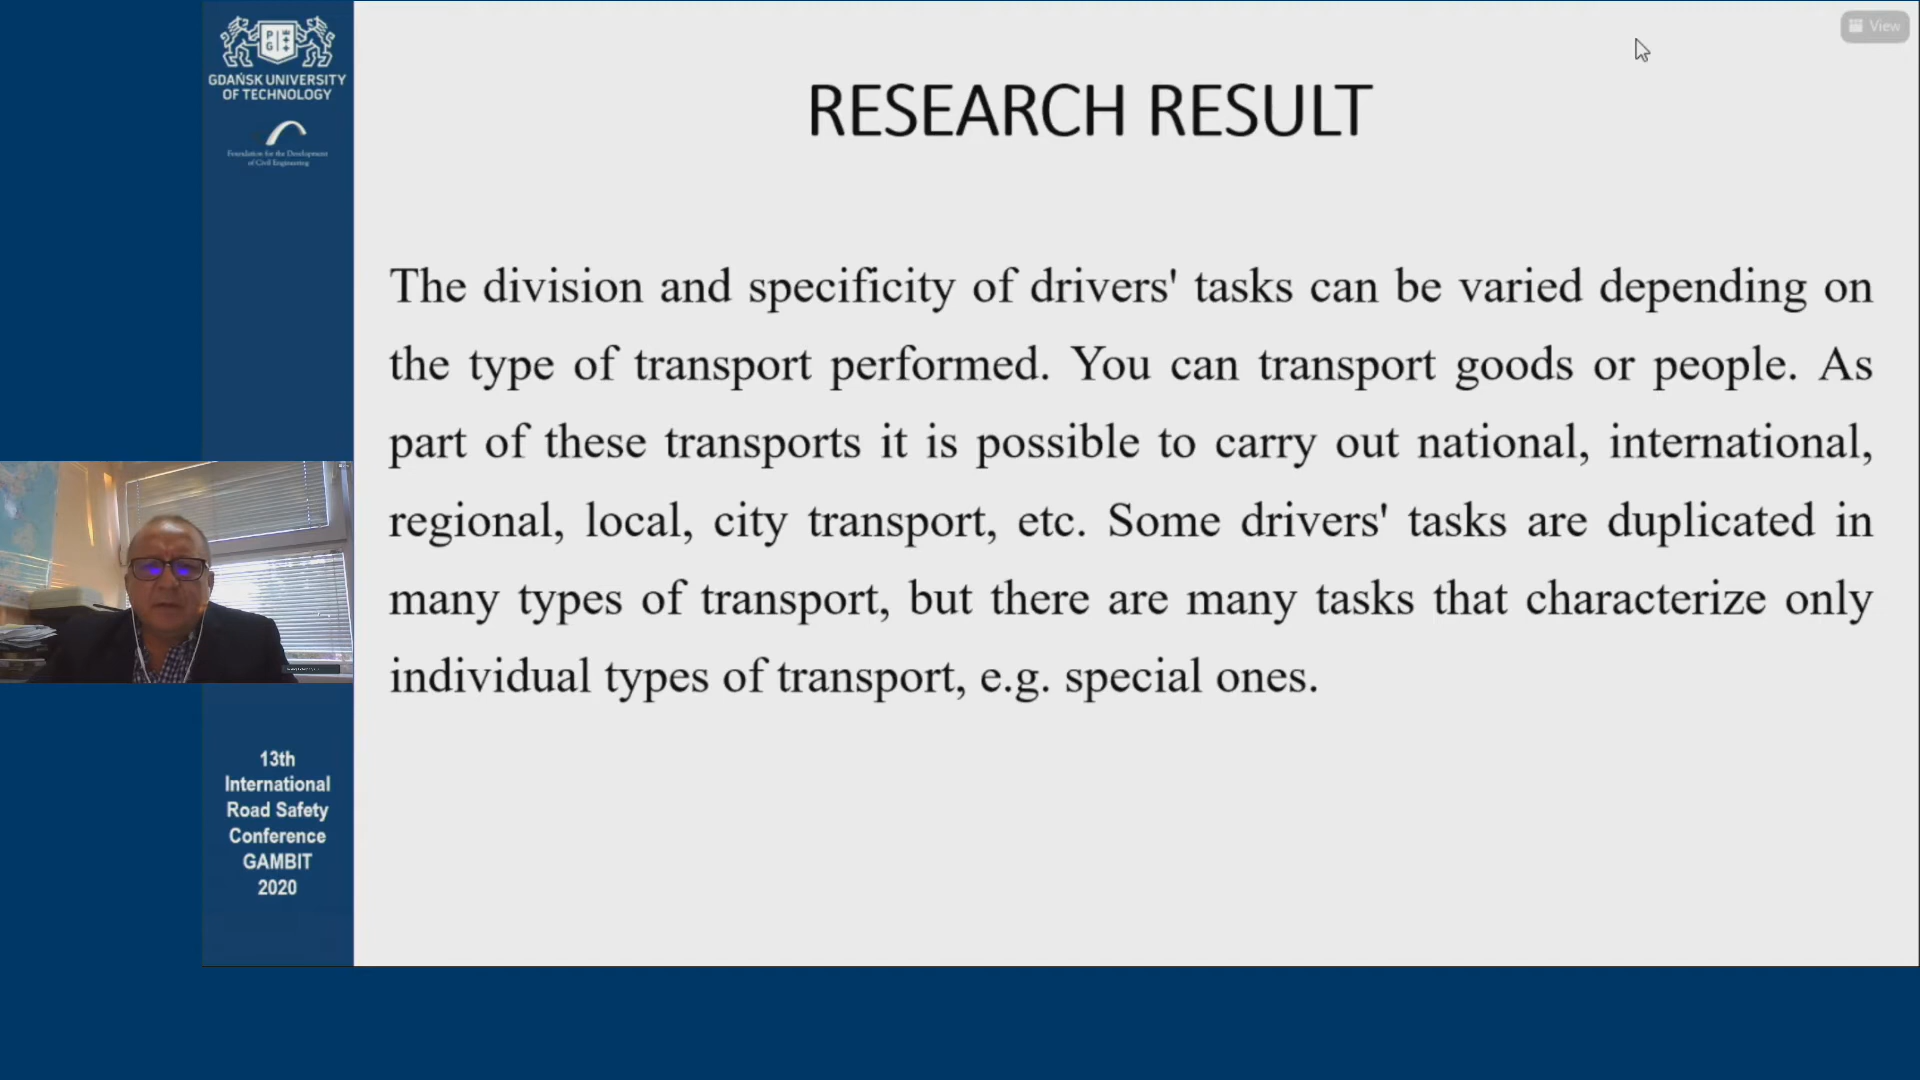 P G
GDAŃSK UNIVERSITY
OF TECHNOLOGY
Foundation for the Development
of Civil Engineering
View
RESEARCH RESULT
The division and specificity of drivers' tasks can be varied depending on
the type of transport performed. You can transport goods or people. As
part of these transports it is possible to carry out national, international,
regional, local, city transport, etc. Some drivers' tasks are duplicated in
many types of transport, but there are many tasks that characterize only
individual types of transport, e.g. special ones.
13th
International
Road Safety
Conference
GAMBIT
2020